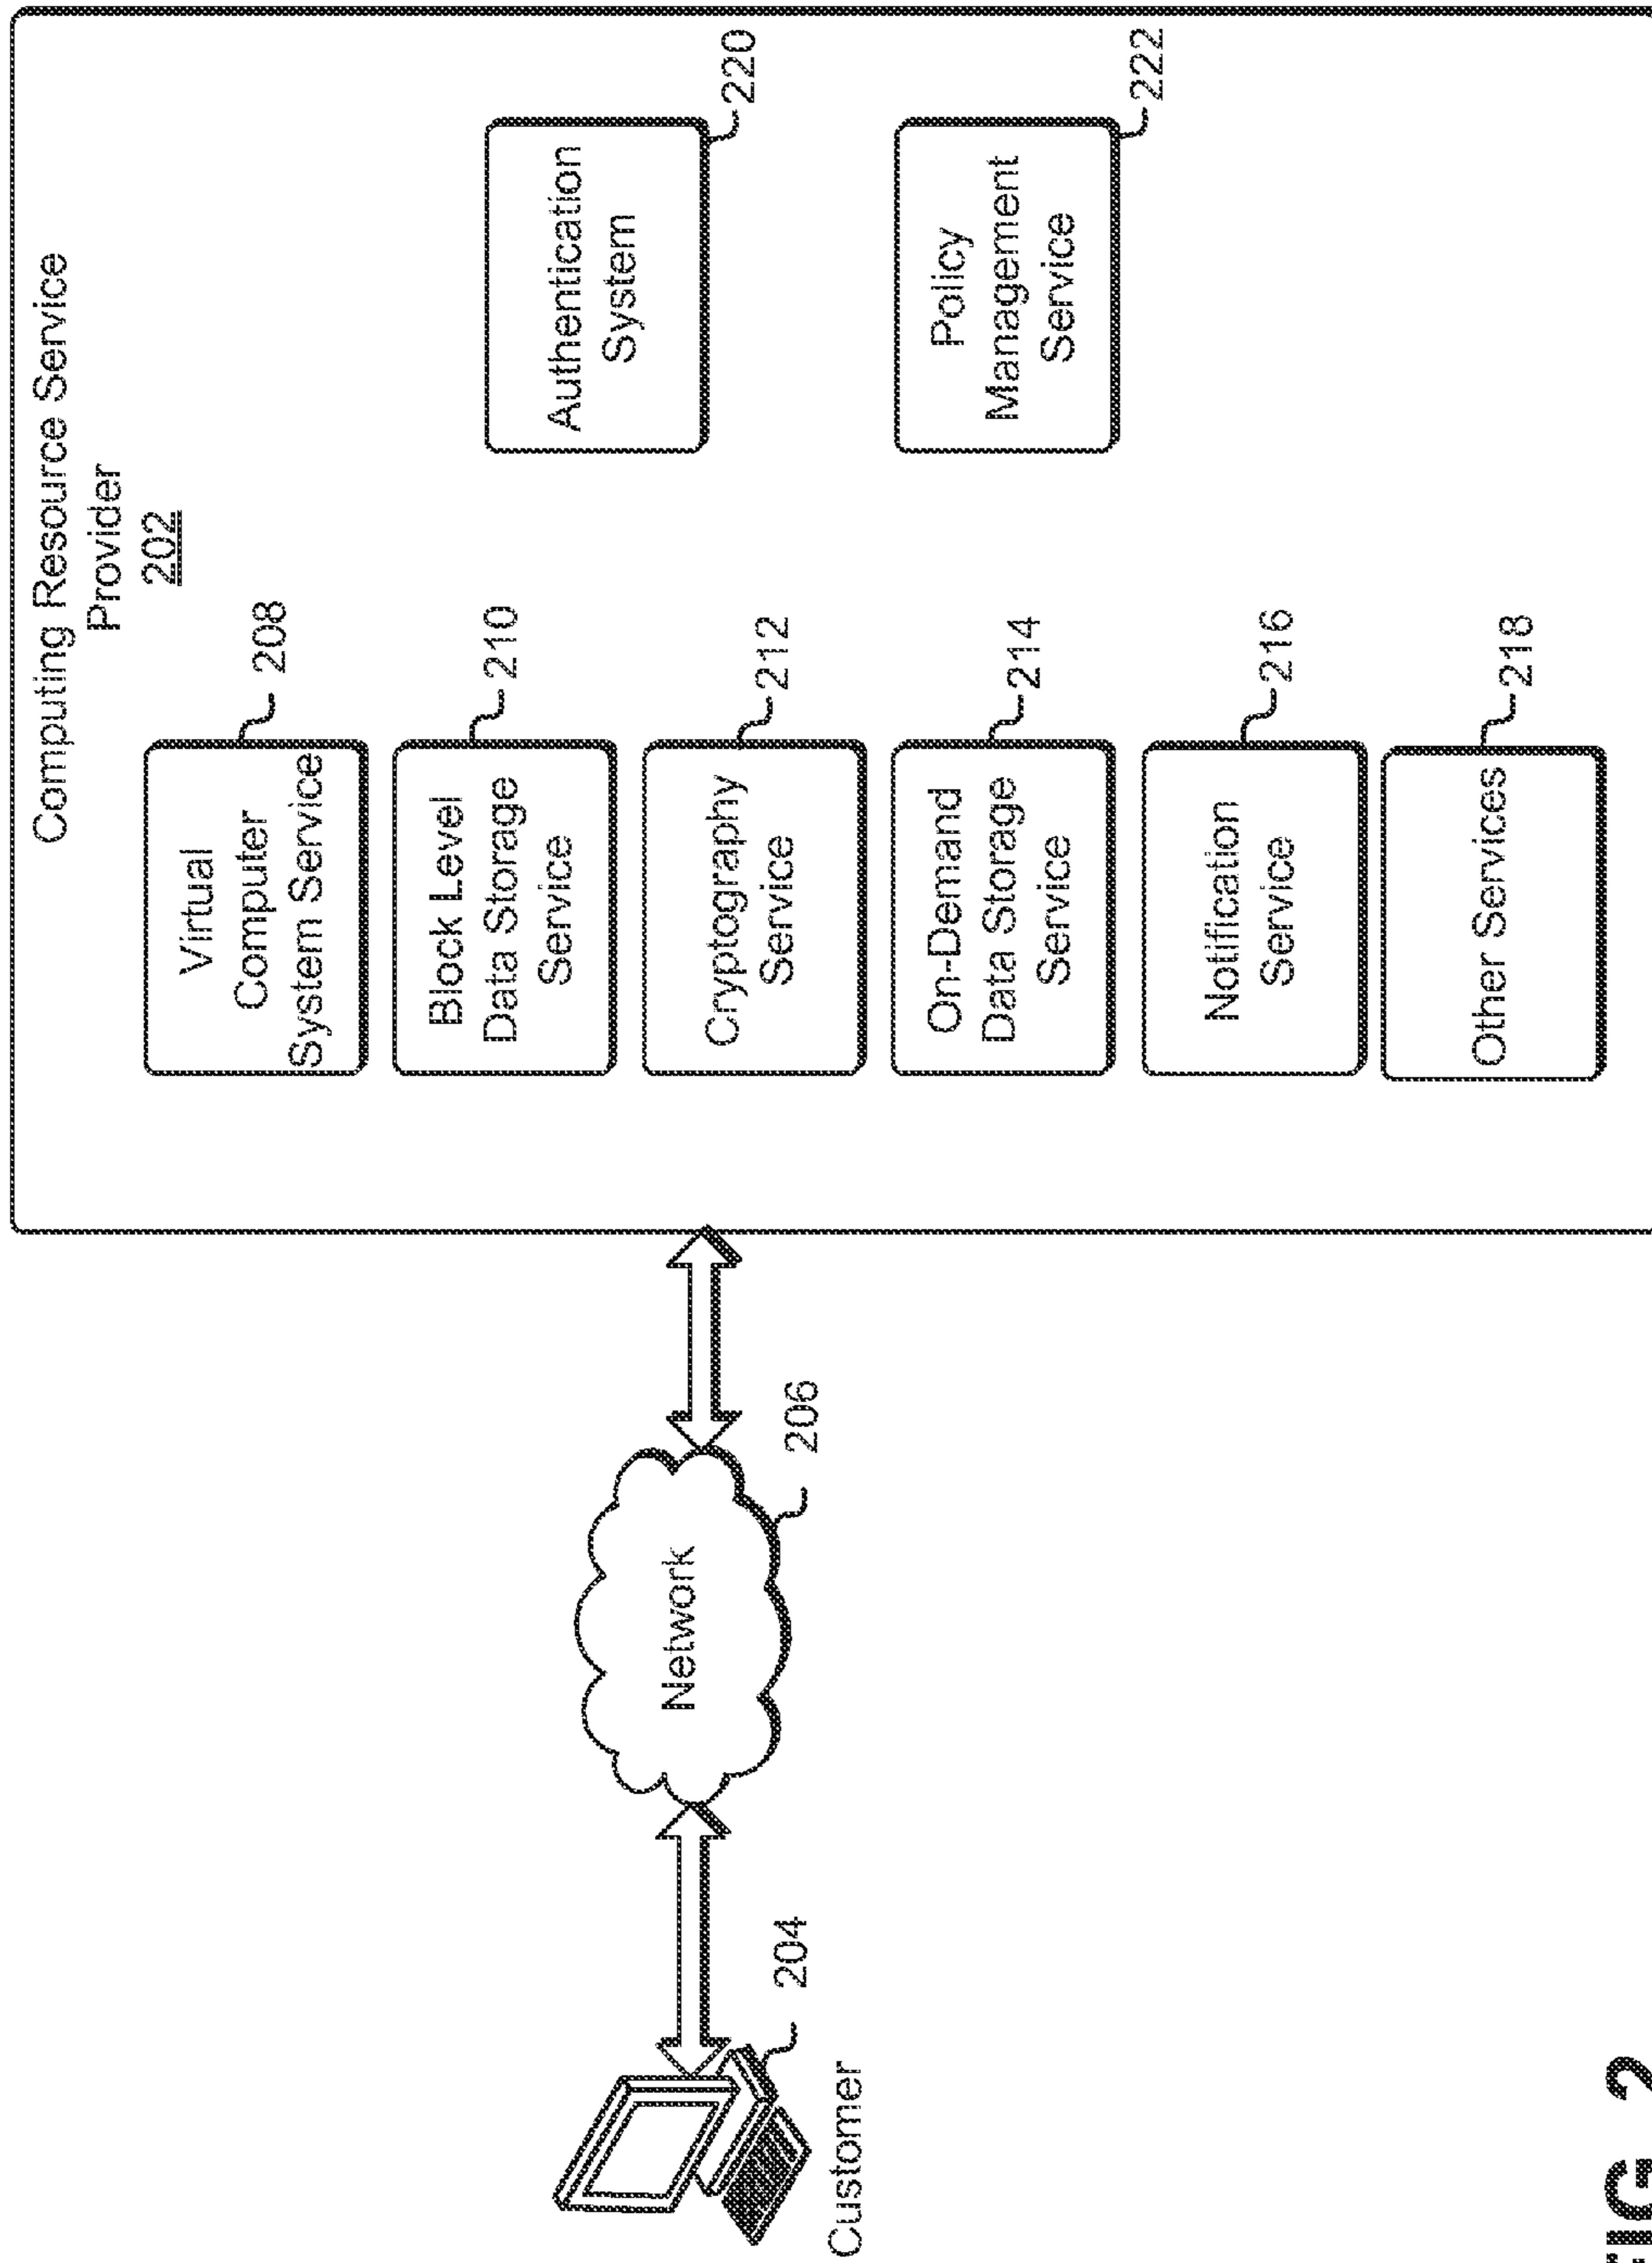 Computing Resource Service
Provider
202
Virtual
Computer
System Service
208
Block Level
Data Storage
Service
210
Cryptography
Service
212
On-Demand
Data Storage
Service
214
Notification
Service
216
Other Services
218
Authentication
System
220
Policy
Management
Service
222
Network
206
204
Customer
FIG. 2